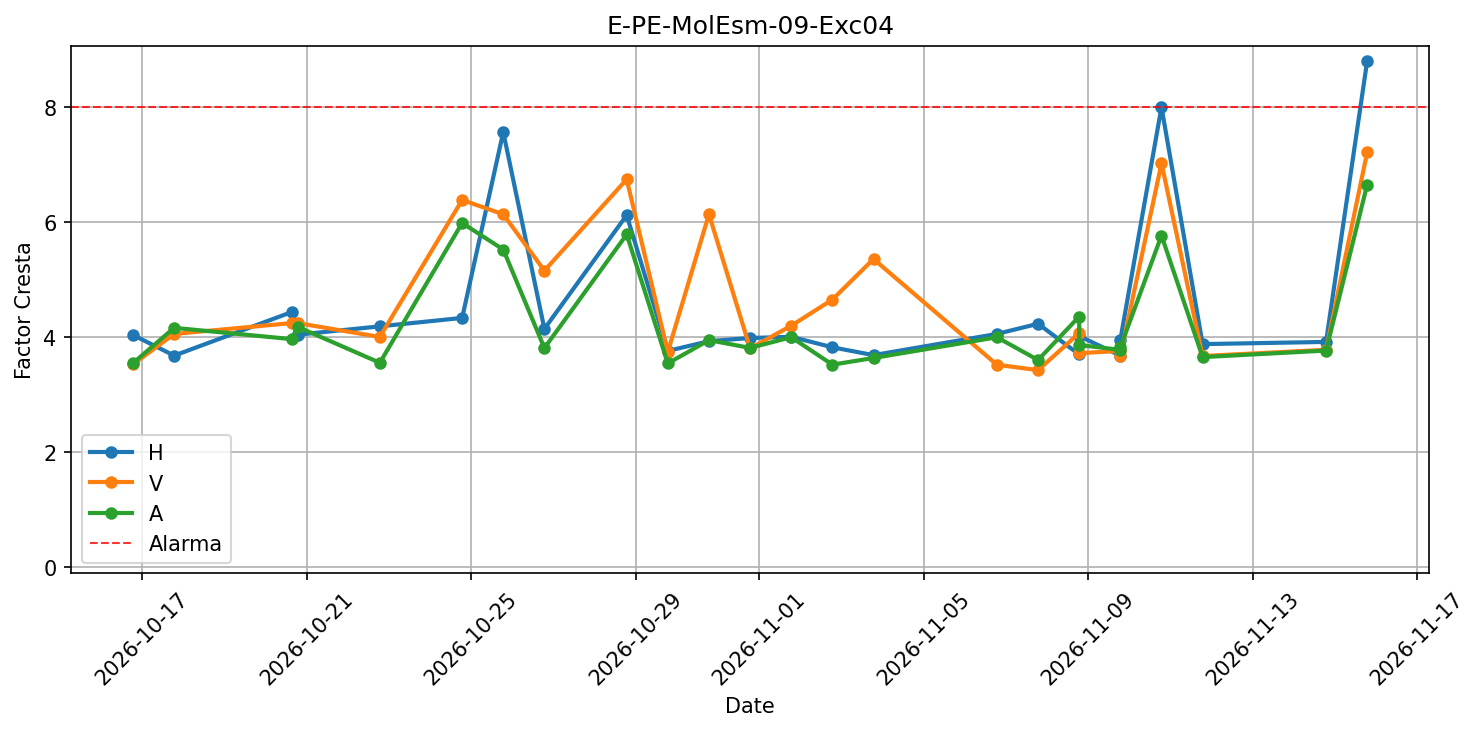 E-PE-MolEsm-09-Exc04
Factor Cresta
8
6
4
2
0
H
V
A
Alarma
2026-10-17
2026-10-21
2026-10-25
2026-10-29
2026-11-01
2026-11-05
2026-11-09
2026-11-13
2026-11-17
Date